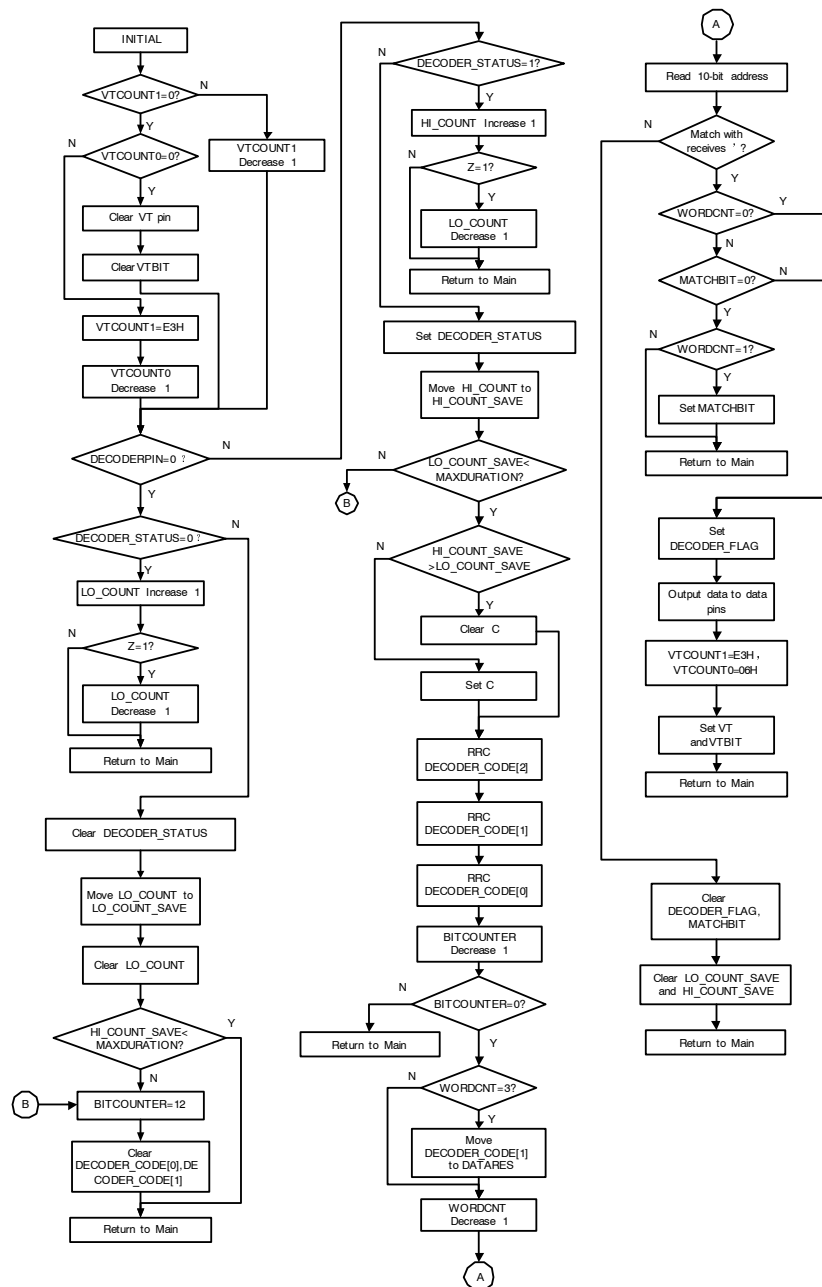 INITIAL
VTCOUNT1=0?
N
Y
VTCOUNT0=0?
N
VTCOUNT1
Decrease 1
Y
Clear VT pin
Clear VTBIT
VTCOUNT1=E3H
VTCOUNT0
Decrease 1
DECODERPIN=0 ?
N
Y
DECODER_STATUS=0 ?
N
Y
LO_COUNT Increase 1
N
Z=1?
Y
LO_COUNT
Decrease 1
Return to Main
Clear DECODER_STATUS
Move LO_COUNT to
LO_COUNT_SAVE
Clear LO_COUNT
HI_COUNT_SAVE<
MAXDURATION?
Y
N
B
BITCOUNTER=12
Clear
DECODER_CODE[0],DE
CODER_CODE[1]
Return to Main
DECODER_STATUS=1?
N
Y
HI_COUNT Increase 1
N
Z=1?
Y
LO_COUNT
Decrease 1
Return to Main
Set DECODER_STATUS
Move HI_COUNT to
HI_COUNT_SAVE
N
LO_COUNT_SAVE<
MAXDURATION?
B
Y
N
HI_COUNT_SAVE
>LO_COUNT_SAVE
Y
Clear C
Set C
RRC
DECODER_CODE[2]
RRC
DECODER_CODE[1]
RRC
DECODER_CODE[0]
BITCOUNTER
Decrease 1
N
BITCOUNTER=0?
Return to Main
Y
N
WORDCNT=3?
Y
Move
DECODER_CODE[1]
to DATARES
WORDCNT
Decrease 1
A
A
Read 10-bit address
N
Match with
receives ' ?
Y
WORDCNT=0?
Y
N
MATCHBIT=0?
N
Y
N
WORDCNT=1?
Y
Set MATCHBIT
Return to Main
Set
DECODER_FLAG
Output data to data
pins
VTCOUNT1=E3H ,
VTCOUNT0=06H
Set VT
and VTBIT
Return to Main
Clear
DECODER_FLAG,
MATCHBIT
Clear LO_COUNT_SAVE
and HI_COUNT_SAVE
Return to Main